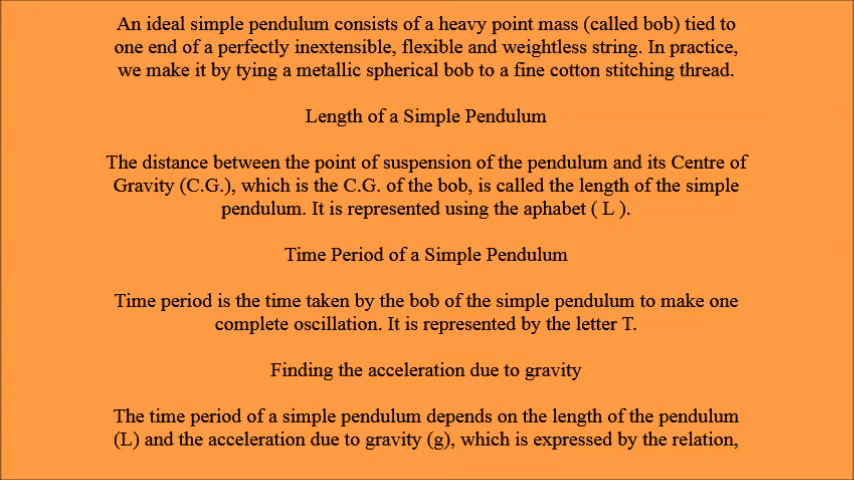 An ideal simple pendulum consists of a heavy point mass (called bob) tied to
one end of a perfectly inextensible, flexible and weightless string. In practice,
we make it by tying a metallic spherical bob to a fine cotton stitching thread.
Length of a Simple Pendulum
The distance between the point of suspension of the pendulum and its Centre of
Gravity (C.G.), which is the C.G. of the bob, is called the length of the simple
pendulum. It is represented using the aphabet ( L ).
Time Period of a Simple Pendulum
Time period is the time taken by the bob of the simple pendulum to make one
complete oscillation. It is represented by the letter T.
Finding the acceleration due to gravity
The time period of a simple pendulum depends on the length of the pendulum
(L) and the acceleration due to gravity (g), which is expressed by the relation,